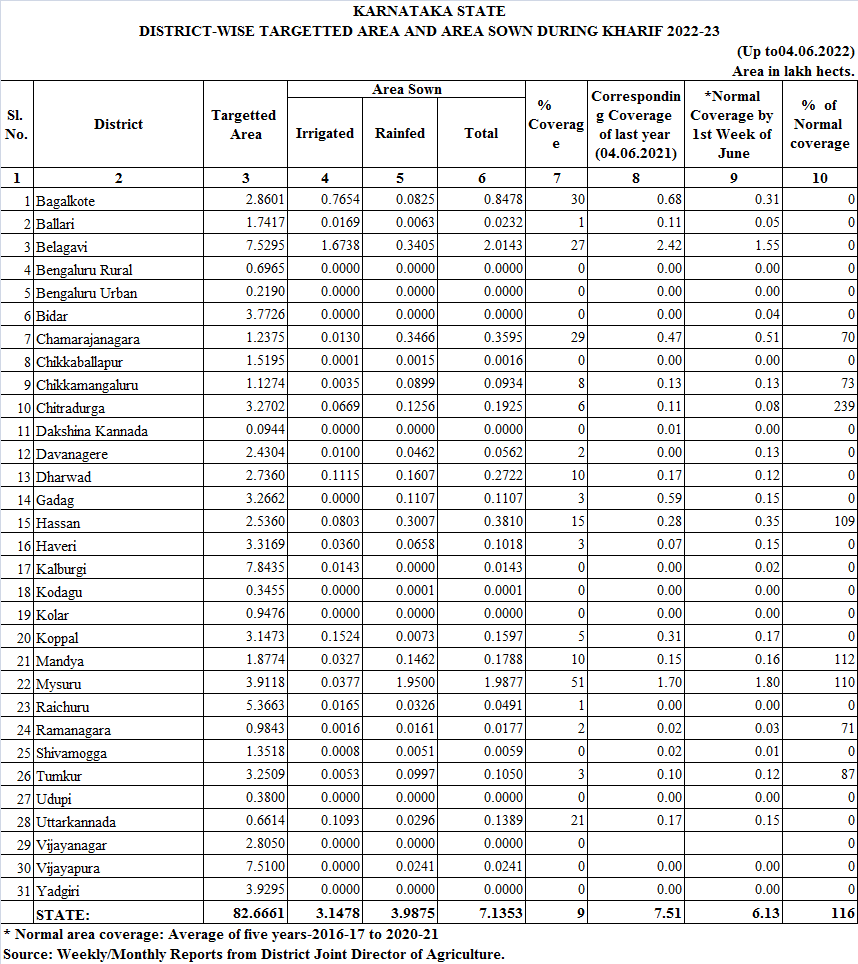 KARNATAKA STATE
DISTRICT-WISE TARGETTED AREA AND AREA SOWN DURING KHARIF 2022-23
(Up to04.06.2022)
Area in lakh hects.
Sl. No. District Targetted Area Area Sown Irrigated Rainfed Total % Coverag e Correspondin g Coverage of last year (04.06.2021) *Normal Coverage by 1st Week of June % of Normal coverage
1 2 3 4 5 6 7 8 9 10
1 Bagalkote 2.8601 0.7654 0.0825 0.8478 30 0.68 0.31 0
2 Ballari 1.7417 0.0169 0.0063 0.0232 1 0.11 0.05 0
3 Belagavi 7.5295 1.6738 0.3405 2.0143 27 2.42 1.55 0
4 Bengaluru Rural 0.6965 0.0000 0.0000 0.0000 0 0.00 0.00 0
5 Bengaluru Urban 0.2190 0.0000 0.0000 0.0000 0 0.00 0.00 0
6 Bidar 3.7726 0.0000 0.0000 0.0000 0 0.00 0.04 0
7 Chamarajanagara 1.2375 0.0130 0.3466 0.3595 29 0.47 0.51 70
8 Chikkaballapur 1.5195 0.0001 0.0015 0.0016 0 0.00 0.00 0
9 Chikkamangaluru 1.1274 0.0035 0.0899 0.0934 8 0.13 0.13 73
10 Chitradurga 3.2702 0.0669 0.1256 0.1925 6 0.11 0.08 239
11 Dakshina Kannada 0.0944 0.0000 0.0000 0.0000 0 0.01 0.00 0
12 Davanagere 2.4304 0.0100 0.0462 0.0562 2 0.00 0.13 0
13 Dharwad 2.7360 0.1115 0.1607 0.2722 10 0.17 0.12 0
14 Gadag 3.2662 0.0000 0.1107 0.1107 3 0.59 0.15 0
15 Hassan 2.5360 0.0803 0.3007 0.3810 15 0.28 0.35 109
16 Haveri 3.3169 0.0360 0.0658 0.1018 3 0.07 0.15 0
17 Kalburgi 7.8435 0.0143 0.0000 0.0143 0 0.00 0.02 0
18 Kodagu 0.3455 0.0000 0.0001 0.0001 0 0.00 0.00 0
19 Kolar 0.9476 0.0000 0.0000 0.0000 0 0.00 0.00 0
20 Koppal 3.1473 0.1524 0.0073 0.1597 5 0.31 0.17 0
21 Mandya 1.8774 0.0327 0.1462 0.1788 10 0.15 0.16 112
22 Mysuru 3.9118 0.0377 1.9500 1.9877 51 1.70 1.80 110
23 Raichuru 5.3663 0.0165 0.0326 0.0491 1 0.00 0.00 0
24 Ramanagara 0.9843 0.0016 0.0161 0.0177 2 0.02 0.03 71
25 Shivamogga 1.3518 0.0008 0.0051 0.0059 0 0.02 0.01 0
26 Tumkur 3.2509 0.0053 0.0997 0.1050 3 0.10 0.12 87
27 Udupi 0.3800 0.0000 0.0000 0.0000 0 0.00 0.00 0
28 Uttarkannada 0.6614 0.1093 0.0296 0.1389 21 0.17 0.15 0
29 Vijayanagar 2.8050 0.0000 0.0000 0.0000 0 0
30 Vijayapura 7.5100 0.0000 0.0241 0.0241 0 0.00 0.00 0
31 Yadgiri 3.9295 0.0000 0.0000 0.0000 0 0.00 0.00 0
STATE: 82.6661 3.1478 3.9875 7.1353 9 7.51 6.13 116
* Normal area coverage: Average of five years-2016-17 to 2020-21
Source: Weekly/Monthly Reports from District Joint Director of Agriculture.